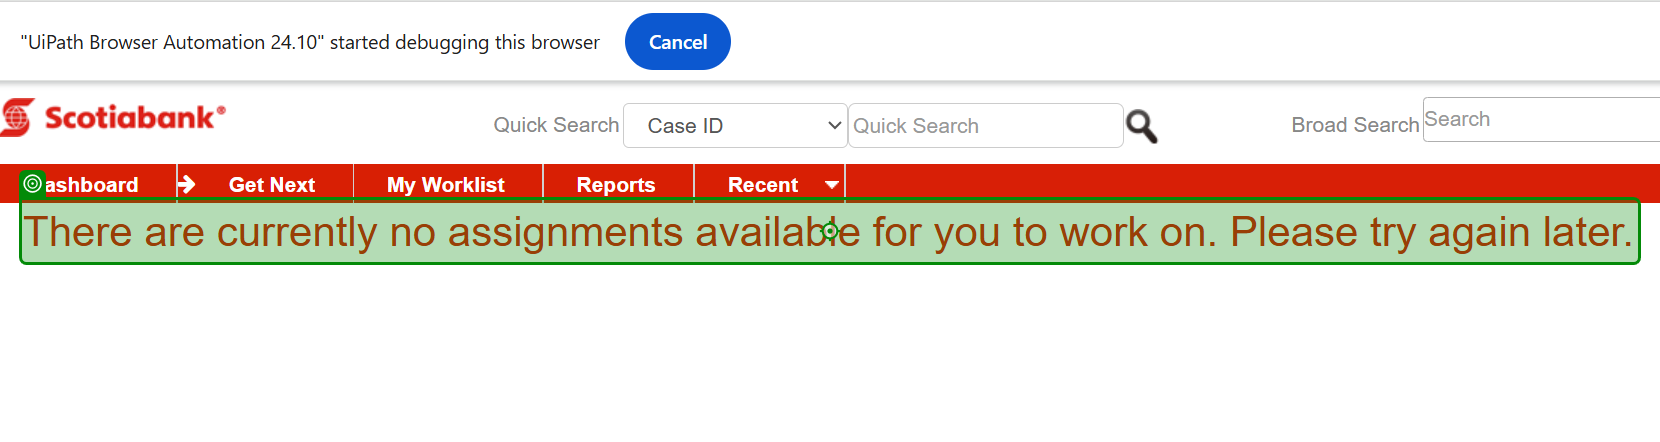 "UiPath Browser Automation 24.10" started debugging this browser Cancel
Scotiabank® Quick Search Case ID Quick Search Broad Search Search
ashboard Get Next My Worklist Reports Recent
There are currently no assignments available for you to work on. Please try again later.